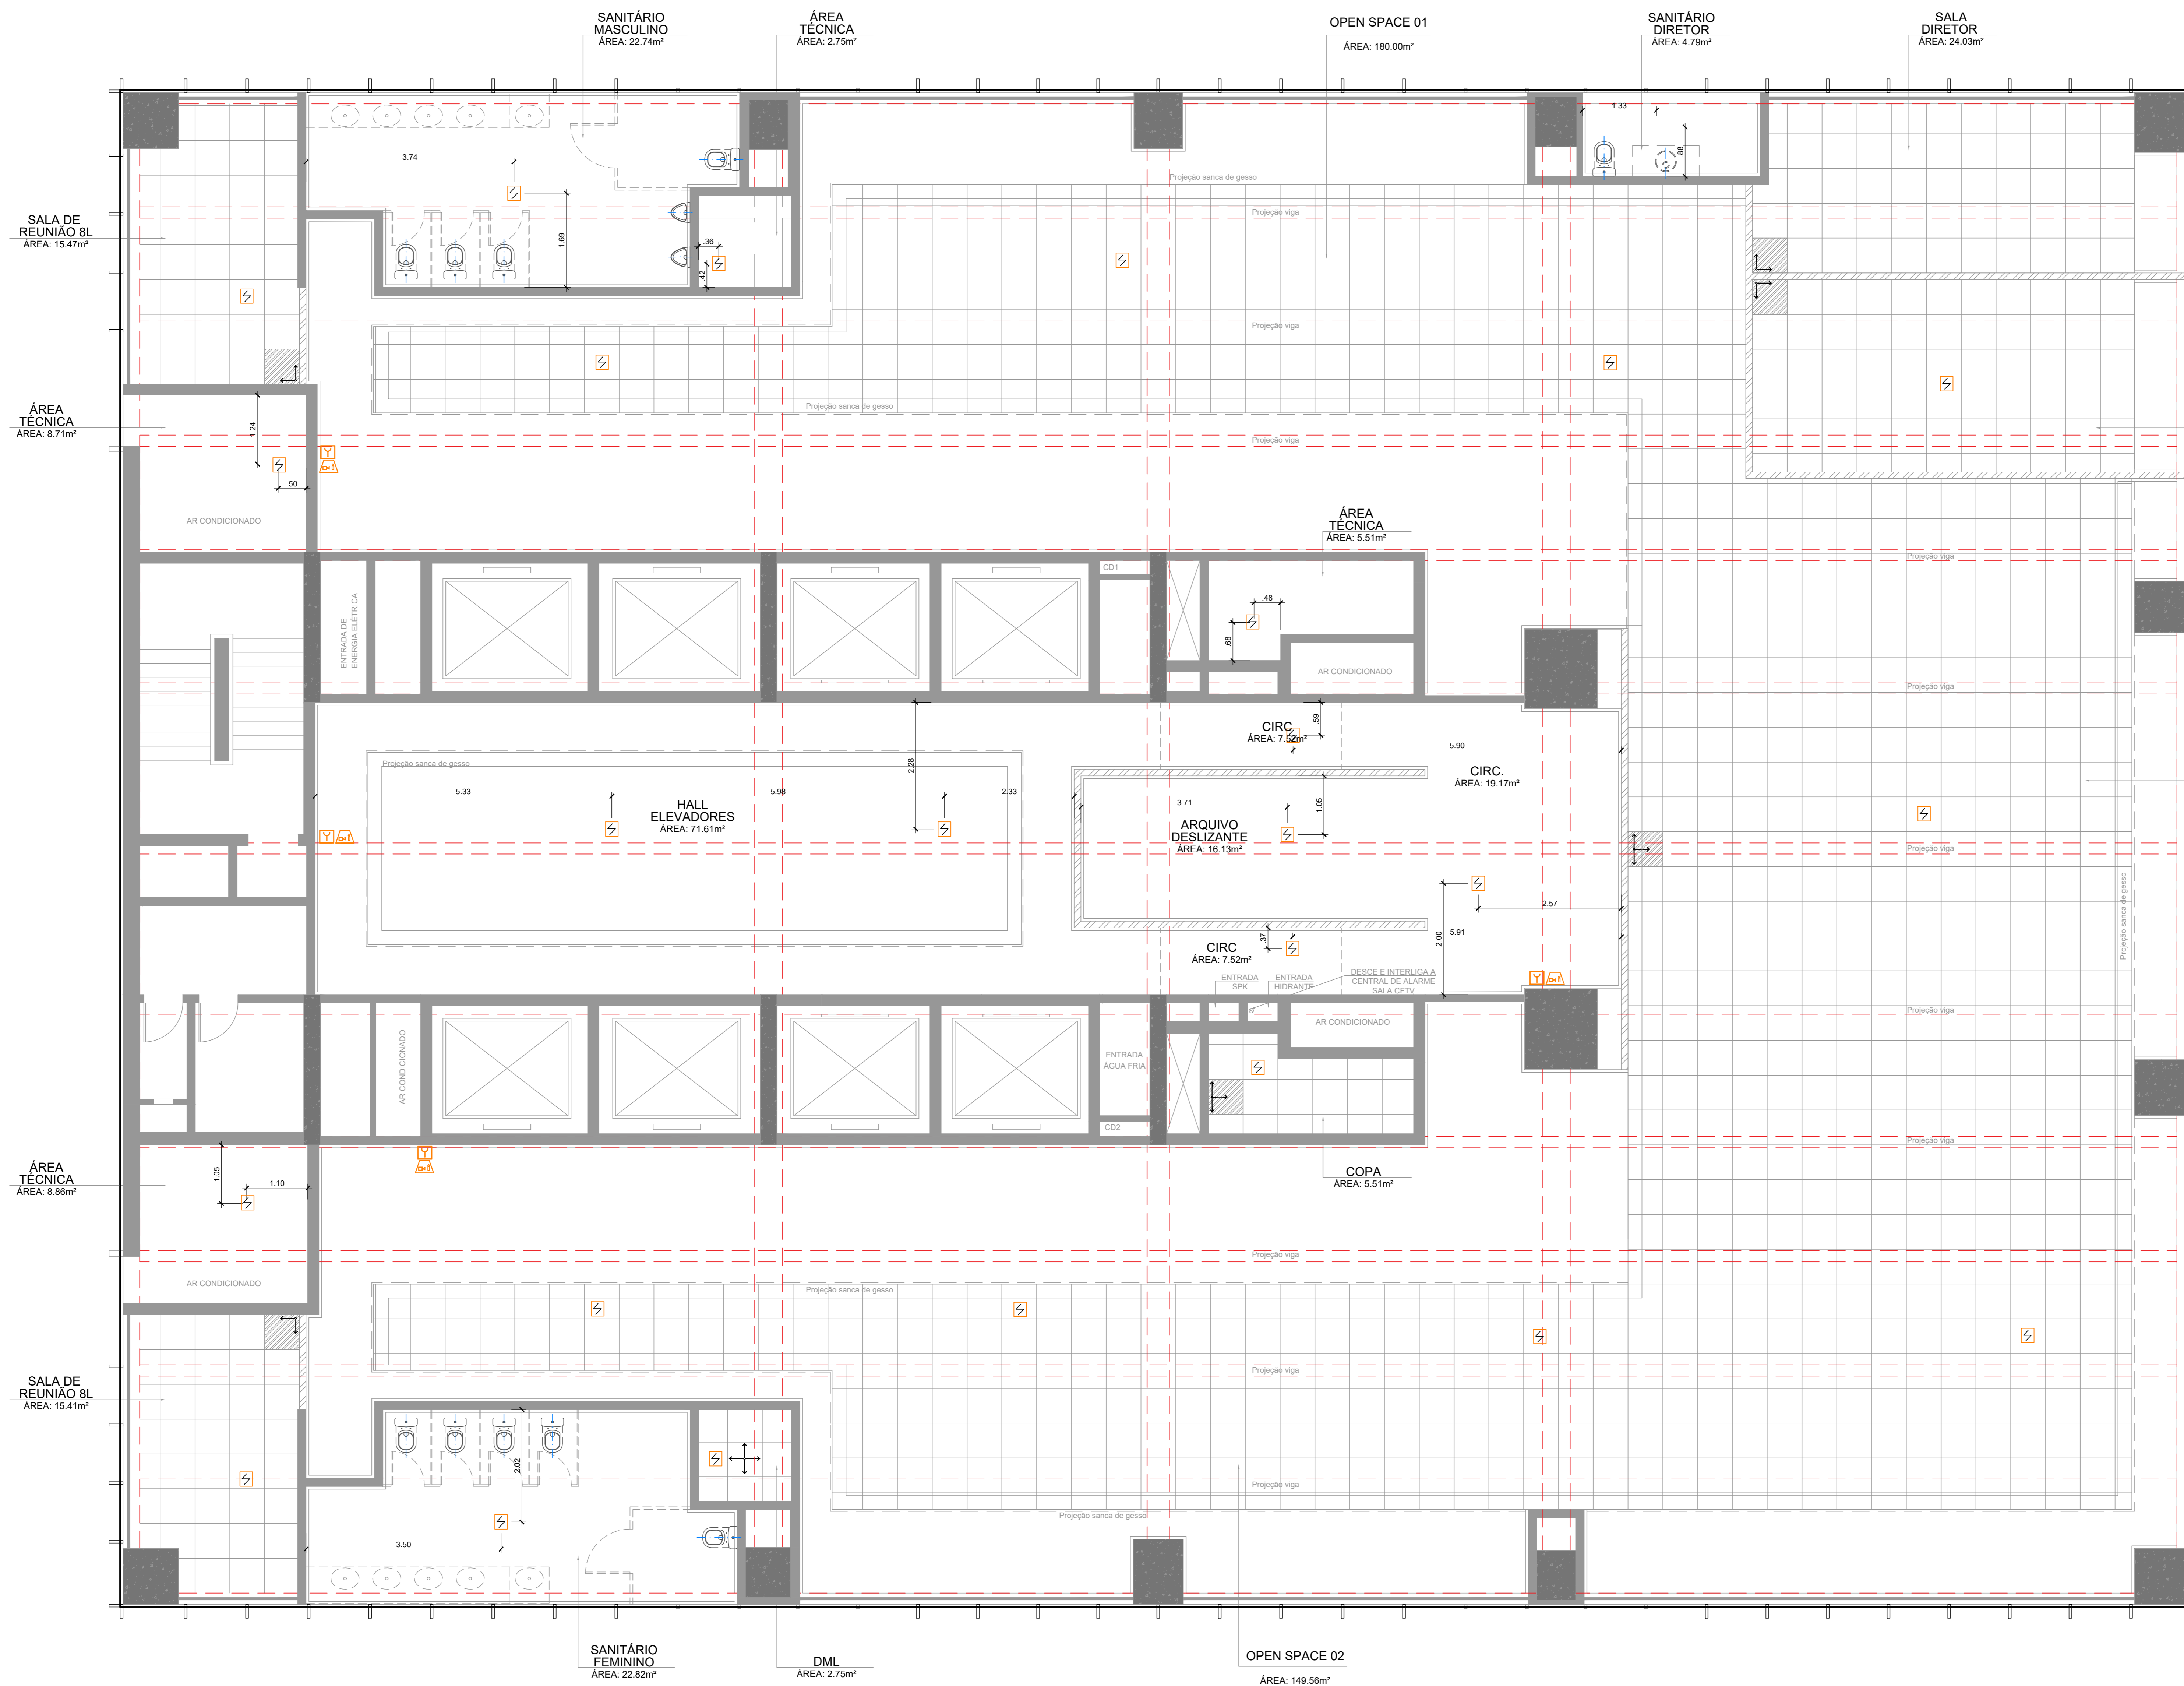 SANITÁRIO
MASCULINO
ÁREA: 22.74m²
ÁREA
TÉCNICA
ÁREA: 2.75m²
OPEN SPACE 01
ÁREA: 180.00m²
SANITÁRIO
DIRETOR
ÁREA: 4.79m²
SALA
DIRETOR
ÁREA: 24.03m²
1.33
.88
3.74
1.69
.36
.42
Projeção sanca de gesso
Projeção viga
SALA DE
REUNIÃO 8L
ÁREA: 15.47m²
Projeção viga
Projeção sanca de gesso
Projeção viga
ÁREA
TÉCNICA
ÁREA: 8.71m²
1.24
.50
AR CONDICIONADO
ÁREA
TÉCNICA
ÁREA: 5.51m²
Projeção viga
CD1
ENTRADA DE
ENERGIA ELÉTRICA
.48
.68
AR CONDICIONADO
Projeção viga
CIRC
ÁREA: 7.52m²
.59
5.90
CIRC.
ÁREA: 19.17m²
Projeção sanca de gesso
2.28
5.33
5.98
2.33
HALL
ELEVADORES
ÁREA: 71.61m²
3.71
1.05
ARQUIVO
DESLIZANTE
ÁREA: 16.13m²
Projeção viga
2.57
2.00
5.91
.37
CIRC
ÁREA: 7.52m²
Projeção sanca de gesso
ENTRADA
SPK
ENTRADA
HIDRANTE
DESCE E INTERLIGA A
CENTRAL DE ALARME
SALA CFTV
Projeção viga
AR CONDICIONADO
AR CONDICIONADO
ENTRADA
ÁGUA FRIA
CD2
Projeção viga
COPA
ÁREA: 5.51m²
ÁREA
TÉCNICA
ÁREA: 8.86m²
1.05
1.10
AR CONDICIONADO
Projeção viga
Projeção sanca de gesso
Projeção viga
SALA DE
REUNIÃO 8L
ÁREA: 15.41m²
2.02
3.50
Projeção viga
Projeção sanca de gesso
SANITÁRIO
FEMININO
ÁREA: 22.82m²
DML
ÁREA: 2.75m²
OPEN SPACE 02
ÁREA: 149.56m²